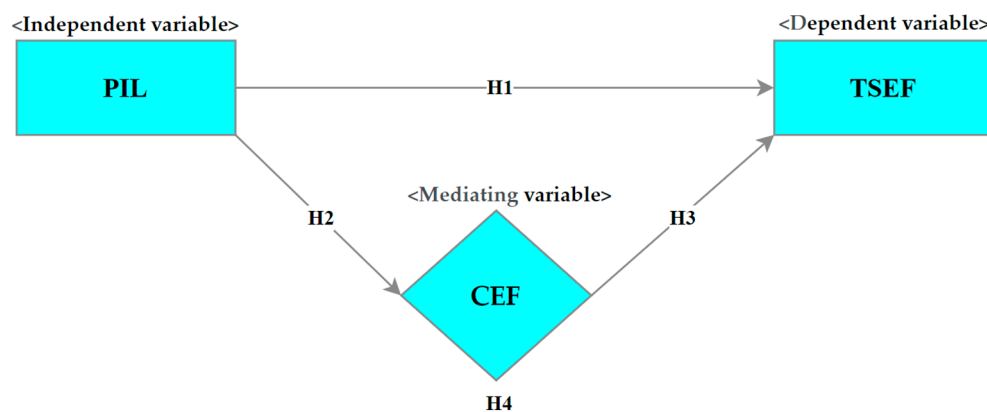 <Independent variable>
<Dependent variable>
PIL
H1
TSEF
<Mediating variable>
H2
H3
CEF
H4